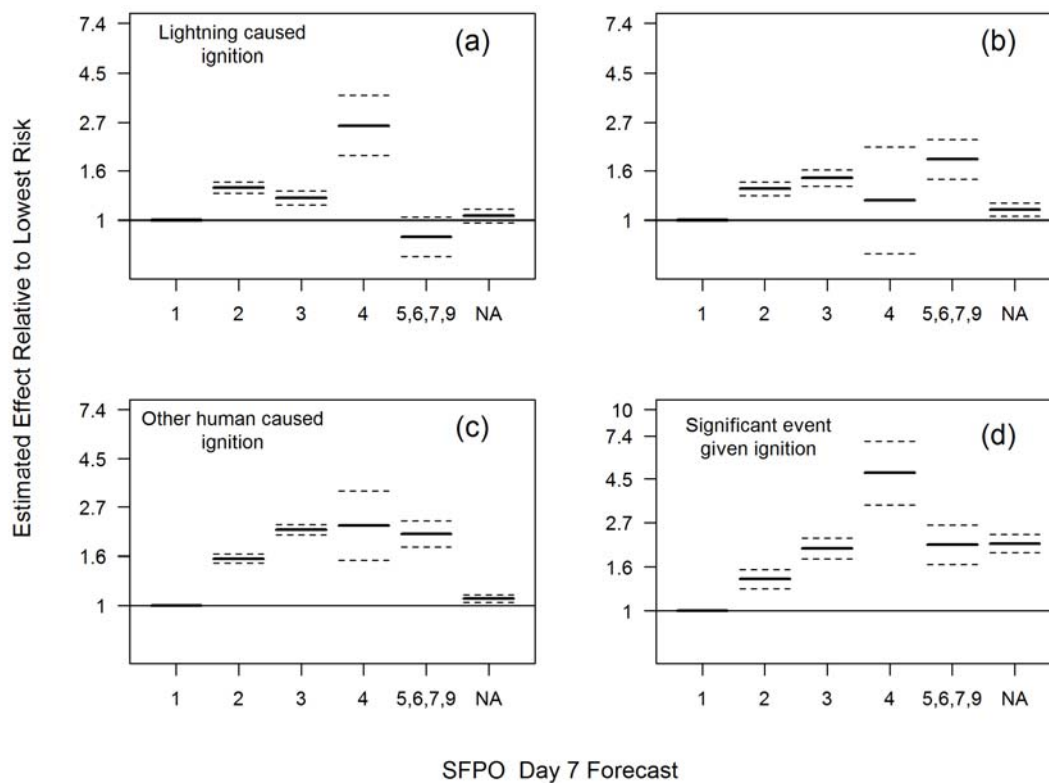 Estimated Effect Relative to Lowest Risk
Lightning caused
ignition
(a)
7.4
4.5
2.7
1.6
1
1 2 3 4 5,6,7,9 NA
(b)
7.4
4.5
2.7
1.6
1
1 2 3 4 5,6,7,9 NA
Other human caused
ignition
(c)
7.4
4.5
2.7
1.6
1
1 2 3 4 5,6,7,9 NA
Significant event
given ignition
(d)
10
7.4
4.5
2.7
1.6
1
1 2 3 4 5,6,7,9 NA
SFPO Day 7 Forecast